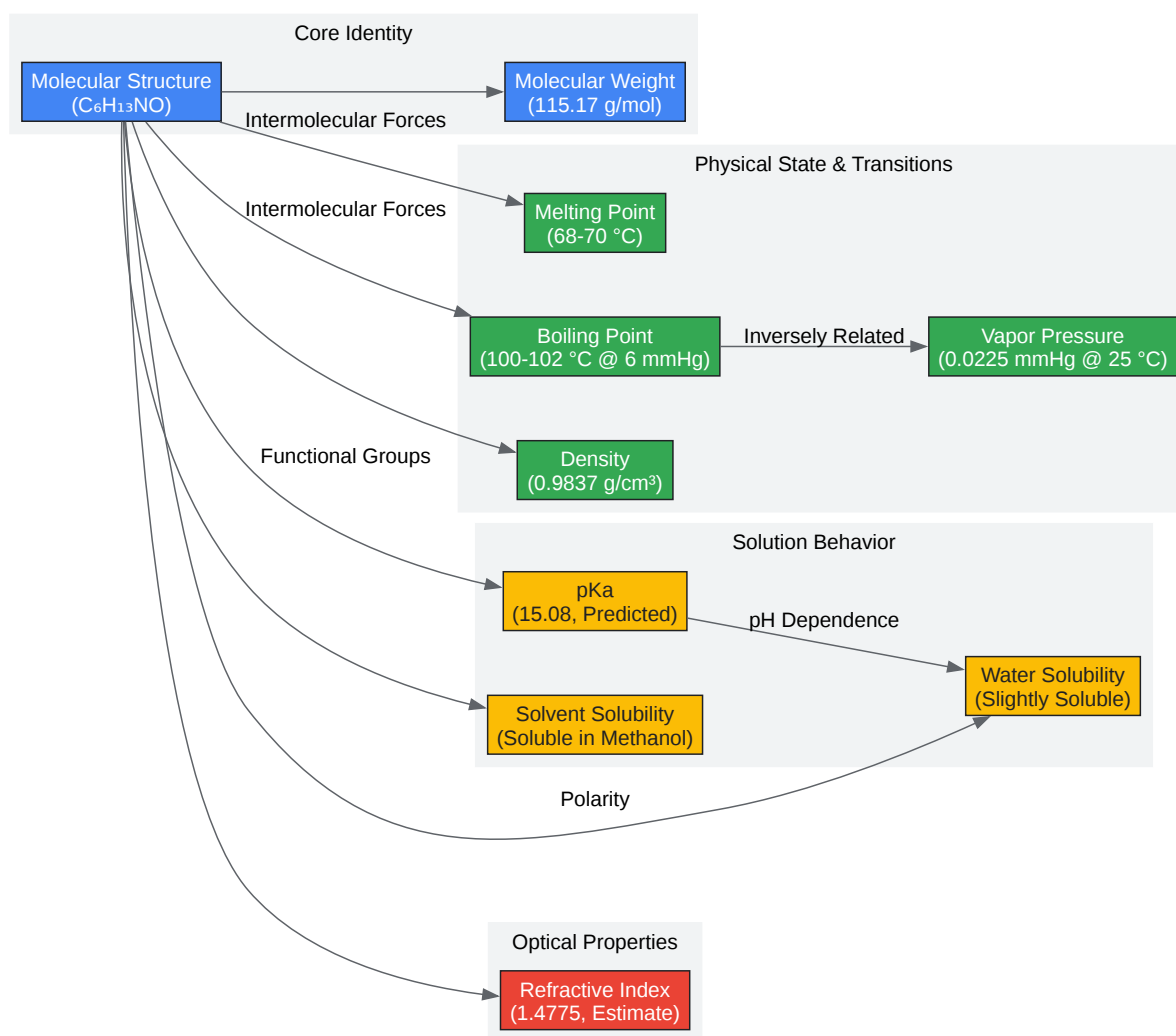 Core Identity
Molecular Structure
(C₆H₁₃NO)
Molecular Weight
(115.17 g/mol)
Intermolecular Forces
Physical State & Transitions
Melting Point
(68-70 °C)
Intermolecular Forces
Boiling Point
(100-102 °C @ 6 mmHg)
Inversely Related
Vapor Pressure
(0.0225 mmHg @ 25 °C)
Density
(0.9837 g/cm³)
Functional Groups
Solution Behavior
pKa
(15.08, Predicted)
pH Dependence
Water Solubility
(Slightly Soluble)
Solvent Solubility
(Soluble in Methanol)
Polarity
Optical Properties
Refractive Index
(1.4775, Estimate)